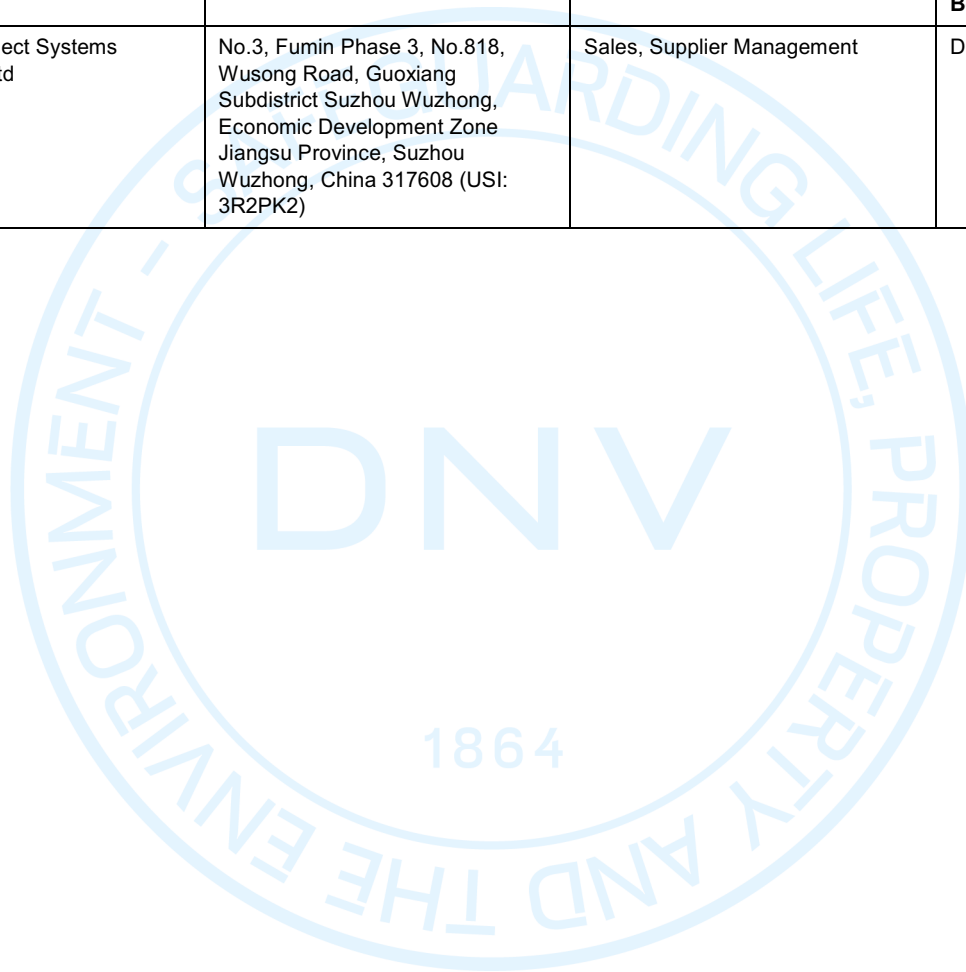 B
ect Systems
td
No.3, Fumin Phase 3, No.818,
Wusong Road, Guoxiang
Subdistrict Suzhou Wuzhong,
Economic Development Zone
Jiangsu Province, Suzhou
Wuzhong, China 317608 (USI:
3R2PK2)
Sales, Supplier Management
D
SAFEGUARDING LIFE, PROPERTY AND THE ENVIRONMENT -
DNV
1864